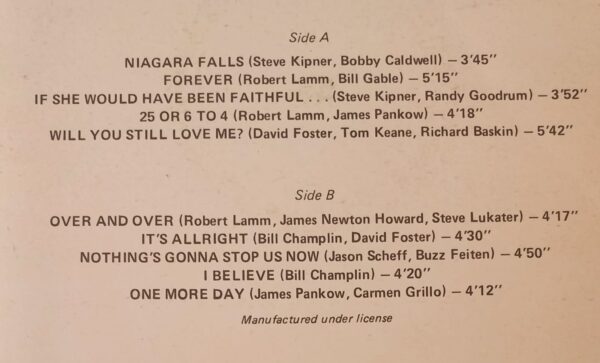 Side A
NIAGARA FALLS (Steve Kipner, Bobby Caldwell) – 3'45"
FOREVER (Robert Lamm, Bill Gable) – 5'15"
IF SHE WOULD HAVE BEEN FAITHFUL . . . (Steve Kipner, Randy Goodrum) – 3'52"
25 OR 6 TO 4 (Robert Lamm, James Pankow) – 4'18"
WILL YOU STILL LOVE ME? (David Foster, Tom Keane, Richard Baskin) – 5'42"
Side B
OVER AND OVER (Robert Lamm, James Newton Howard, Steve Lukater) – 4'17"
IT'S ALLRIGHT (Bill Champlin, David Foster) – 4'30"
NOTHING'S GONNA STOP US NOW (Jason Scheff, Buzz Feiten) – 4'50"
I BELIEVE (Bill Champlin) – 4'20"
ONE MORE DAY (James Pankow, Carmen Grillo) – 4'12"
Manufactured under license